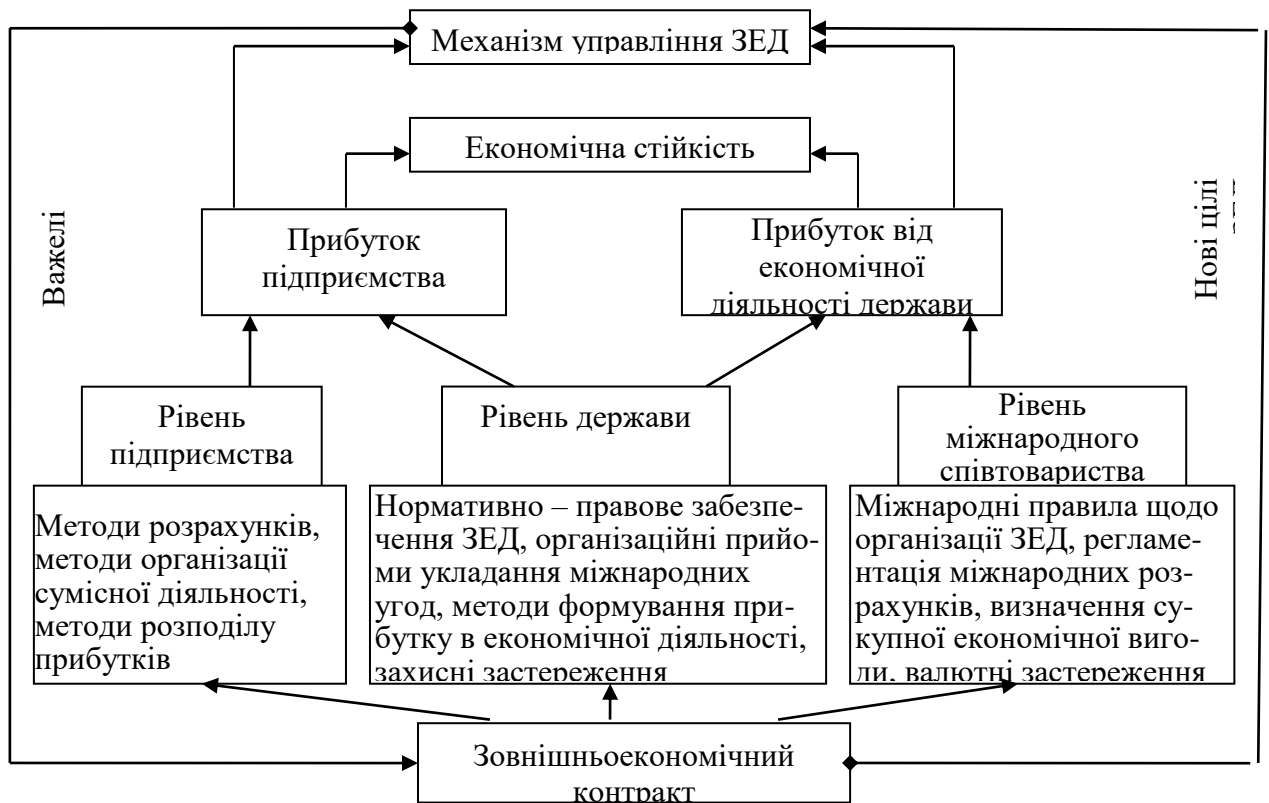 Механізм управління ЗЕД
Економічна стійкість
Важелі
Нові цілі
Прибуток
підприємства
Прибуток від
економічної
діяльності держави
Рівень
підприємства
Рівень держави
Рівень
міжнародного
співтовариства
Методи розрахунків,
методи організації
сумісної діяльності,
методи розподілу
прибутків
Нормативно – правове забезпе-
чення ЗЕД, організаційні прийо-
ми укладання міжнародних
угод, методи формування при-
бутку в економічної діяльності,
захисні застереження
Міжнародні правила щодо
організації ЗЕД, регламе-
нтація міжнародних роз-
рахунків, визначення су-
купної економічної виго-
ди, валютні застереження
Зовнішньоекономічний
контракт